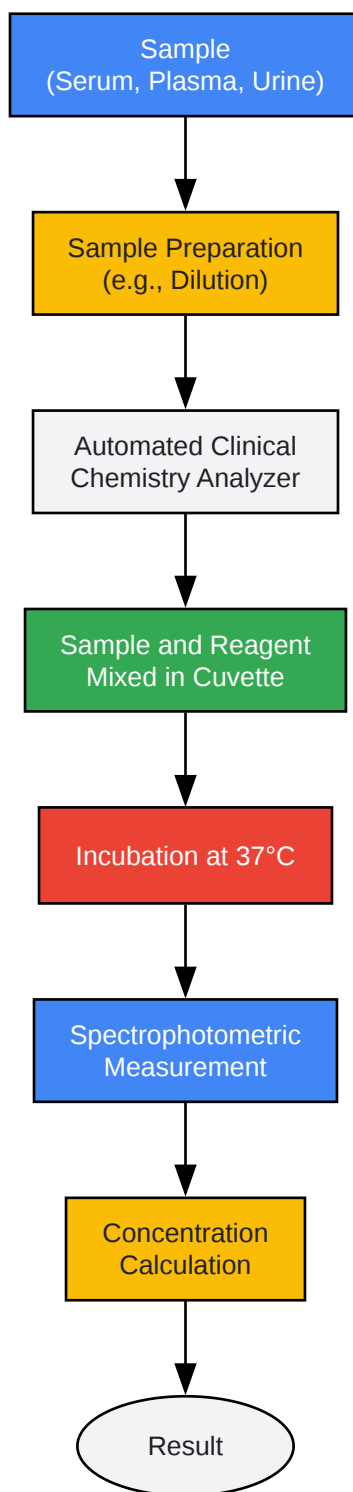 Sample
(Serum, Plasma, Urine)
Sample Preparation
(e.g., Dilution)
Automated Clinical
Chemistry Analyzer
Sample and Reagent
Mixed in Cuvette
Incubation at 37°C
Spectrophotometric
Measurement
Concentration
Calculation
Result